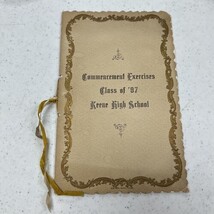 Commencement Exercises
Class of '07
Keene High School